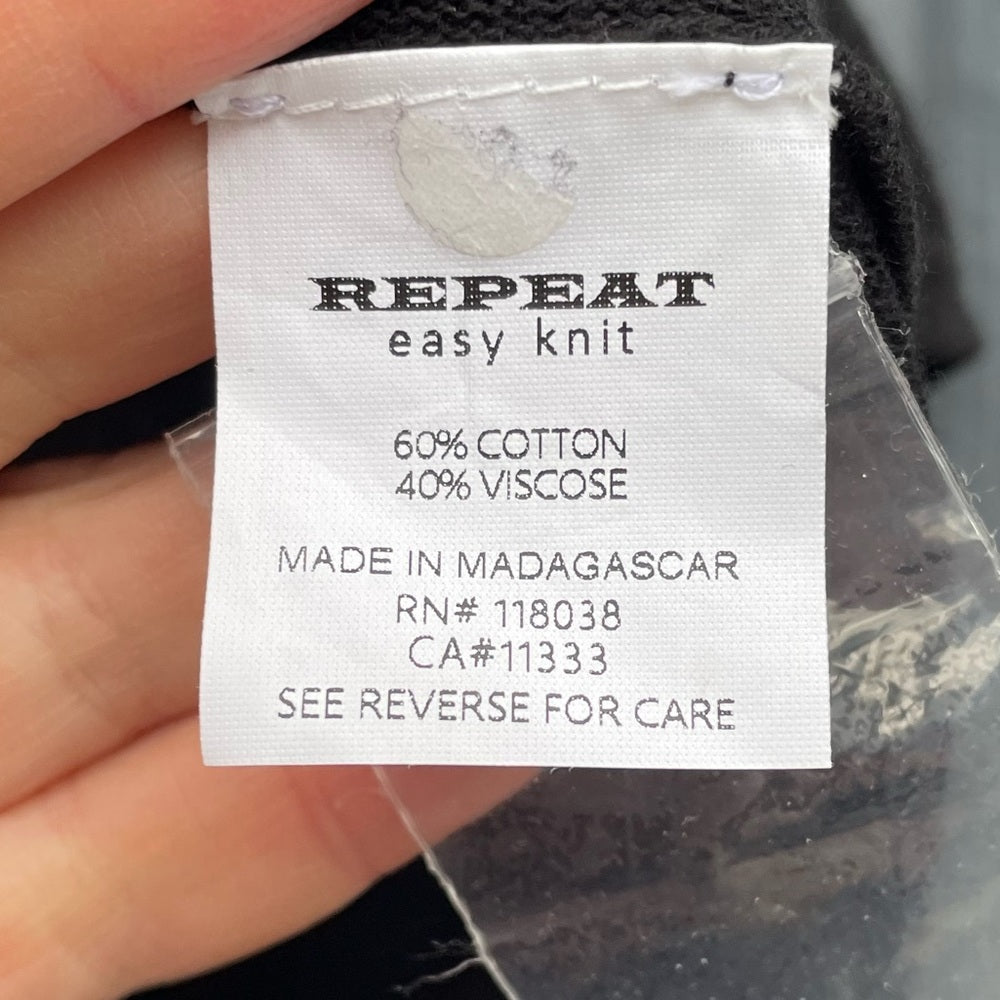 REPEAT
easy knit
60% COTTON
40% VISCOSE
MADE IN MADAGASCAR
RN# 118038
CA#11333
SEE REVERSE FOR CARE